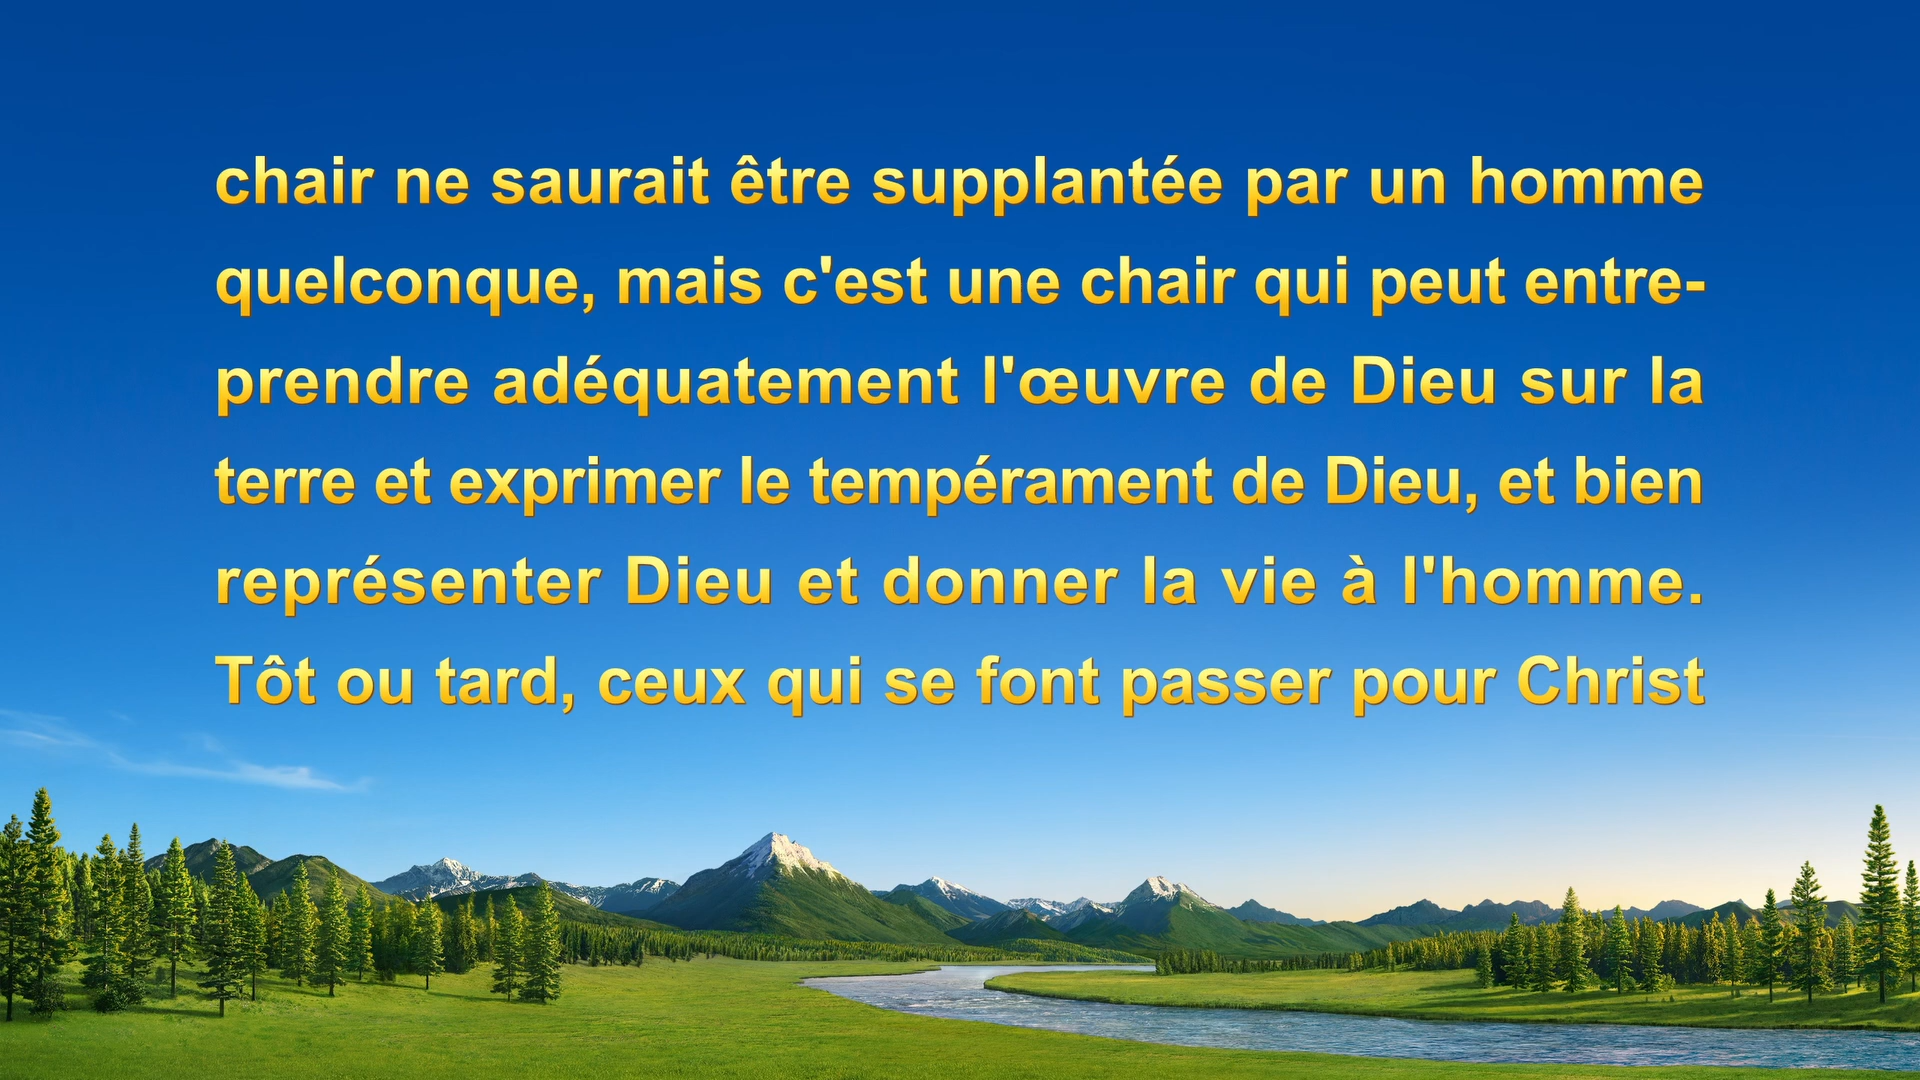 chair ne saurait être supplantée par un homme
quelconque, mais c'est une chair qui peut entre-
prendre adéquatement l'œuvre de Dieu sur la
terre et exprimer le tempérament de Dieu, et bien
représenter Dieu et donner la vie à l'homme.
Tôt ou tard, ceux qui se font passer pour Christ